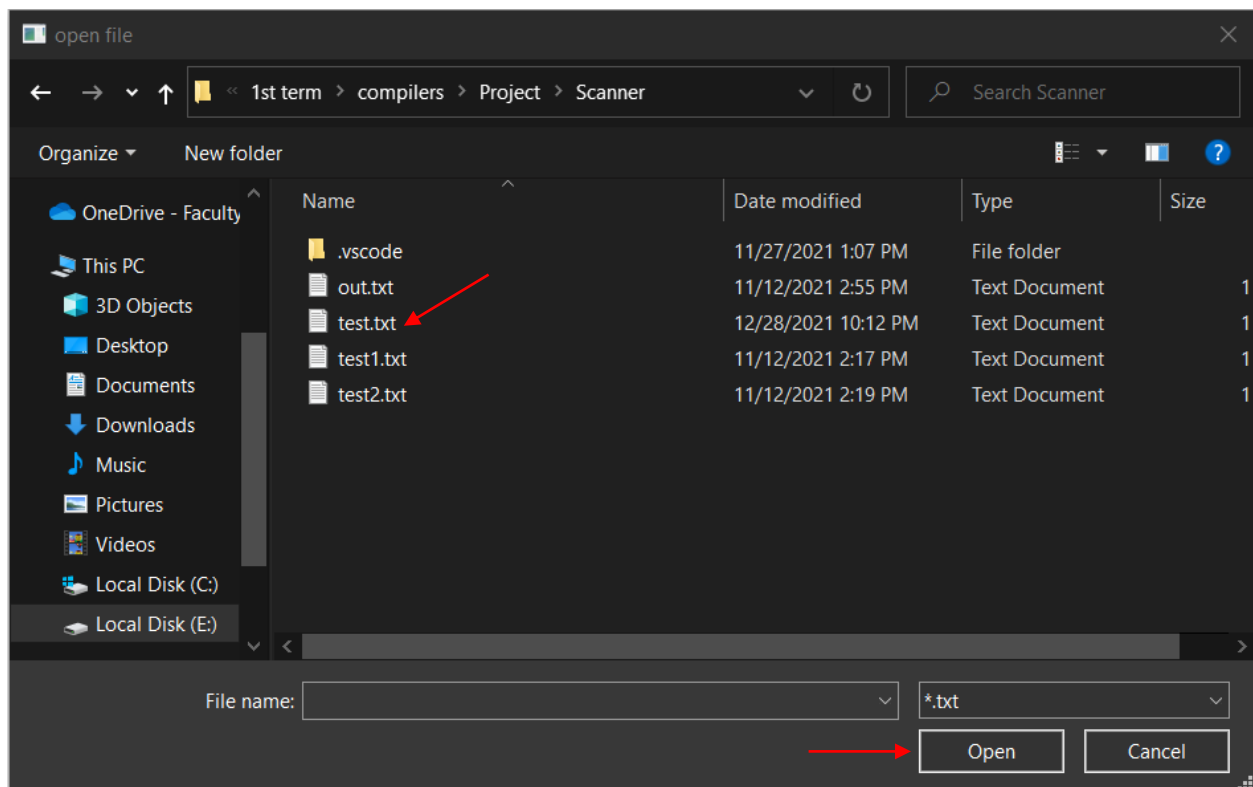 open file
« 1st term > compilers > Project > Scanner Search Scanner
Organize New folder ?
Name Date modified Type Size
OneDrive - Faculty
This PC
3D Objects
Desktop
Documents
Downloads
Music
Pictures
Videos
Local Disk (C:)
Local Disk (E:)
.vscode 11/27/2021 1:07 PM File folder
out.txt 11/12/2021 2:55 PM Text Document 1
test.txt 12/28/2021 10:12 PM Text Document 1
test1.txt 11/12/2021 2:17 PM Text Document 1
test2.txt 11/12/2021 2:19 PM Text Document 1
File name: *.txt
Open Cancel